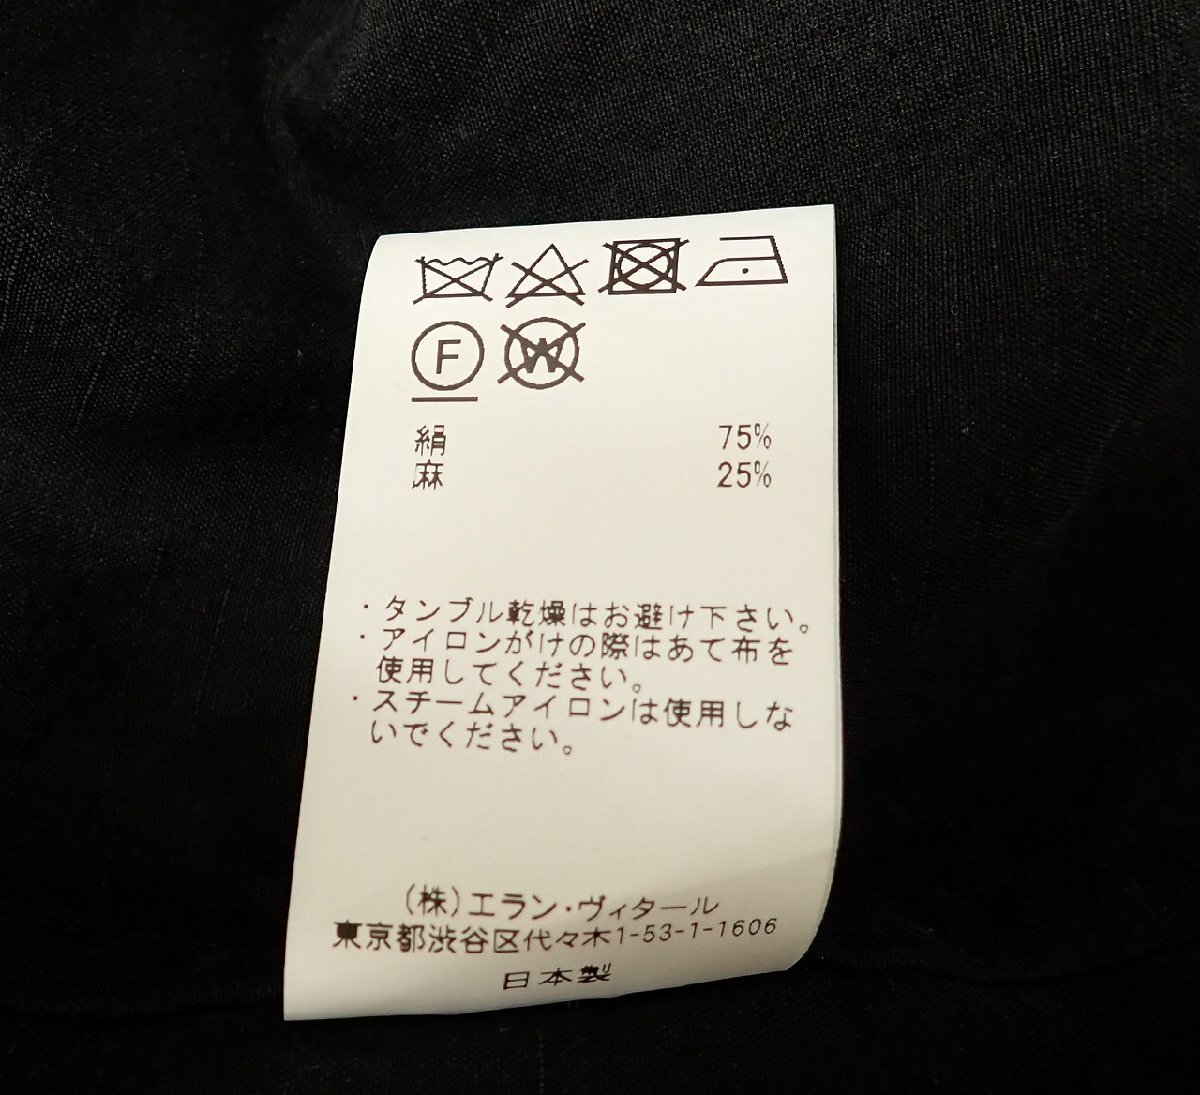 F W
絹 75%
麻 25%
・タンブル乾燥はお避け下さい。
・アイロンがけの際はあて布を
使用してください。
・スチームアイロンは使用しな
いでください。
(株)エラン・ヴィタール
東京都渋谷区代々木1-53-1-1606
日本製